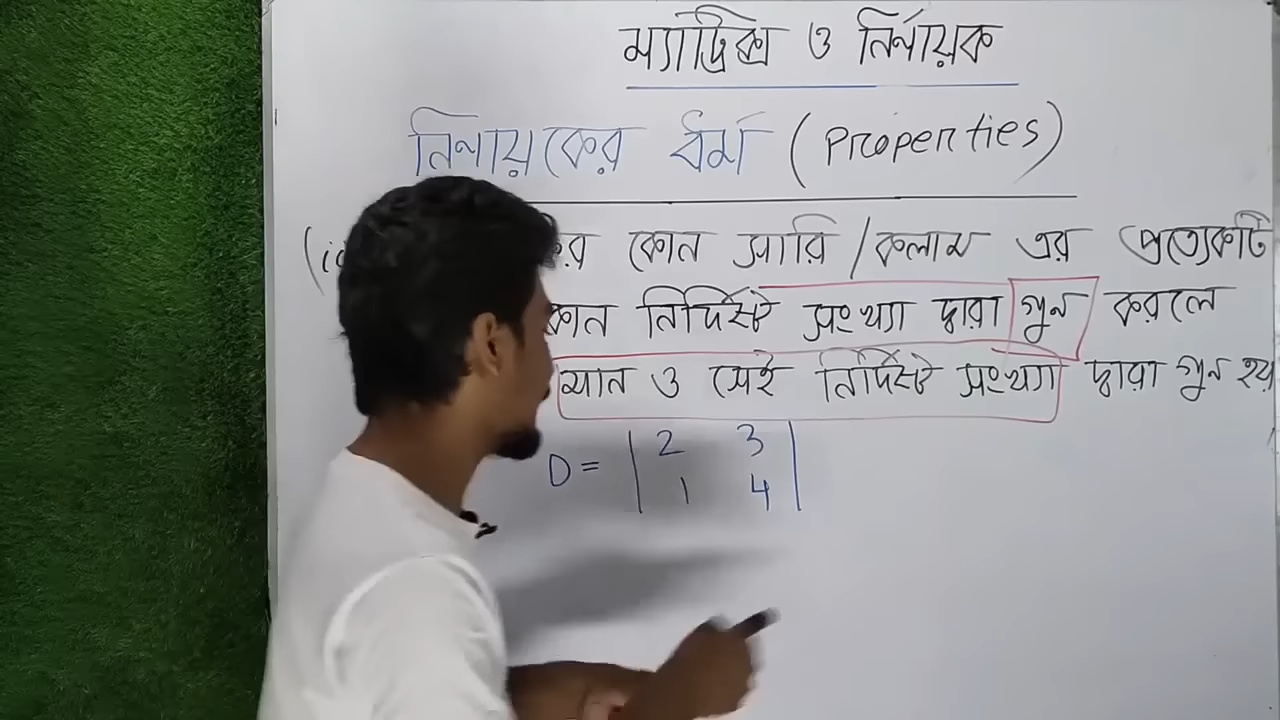 ম্যাট্রিক্স ও নির্ণায়ক
নির্ণায়কের ধর্ম (Properties)
কোন সারি/কলাম এর প্রত্যেকটি
নির্দিষ্ট সংখ্যা দ্বারা গুন করলে
মান ও সেই নির্দিষ্ট সংখ্যা দ্বারা গুন হয়
D = | 2 3 |
| 1 4 |